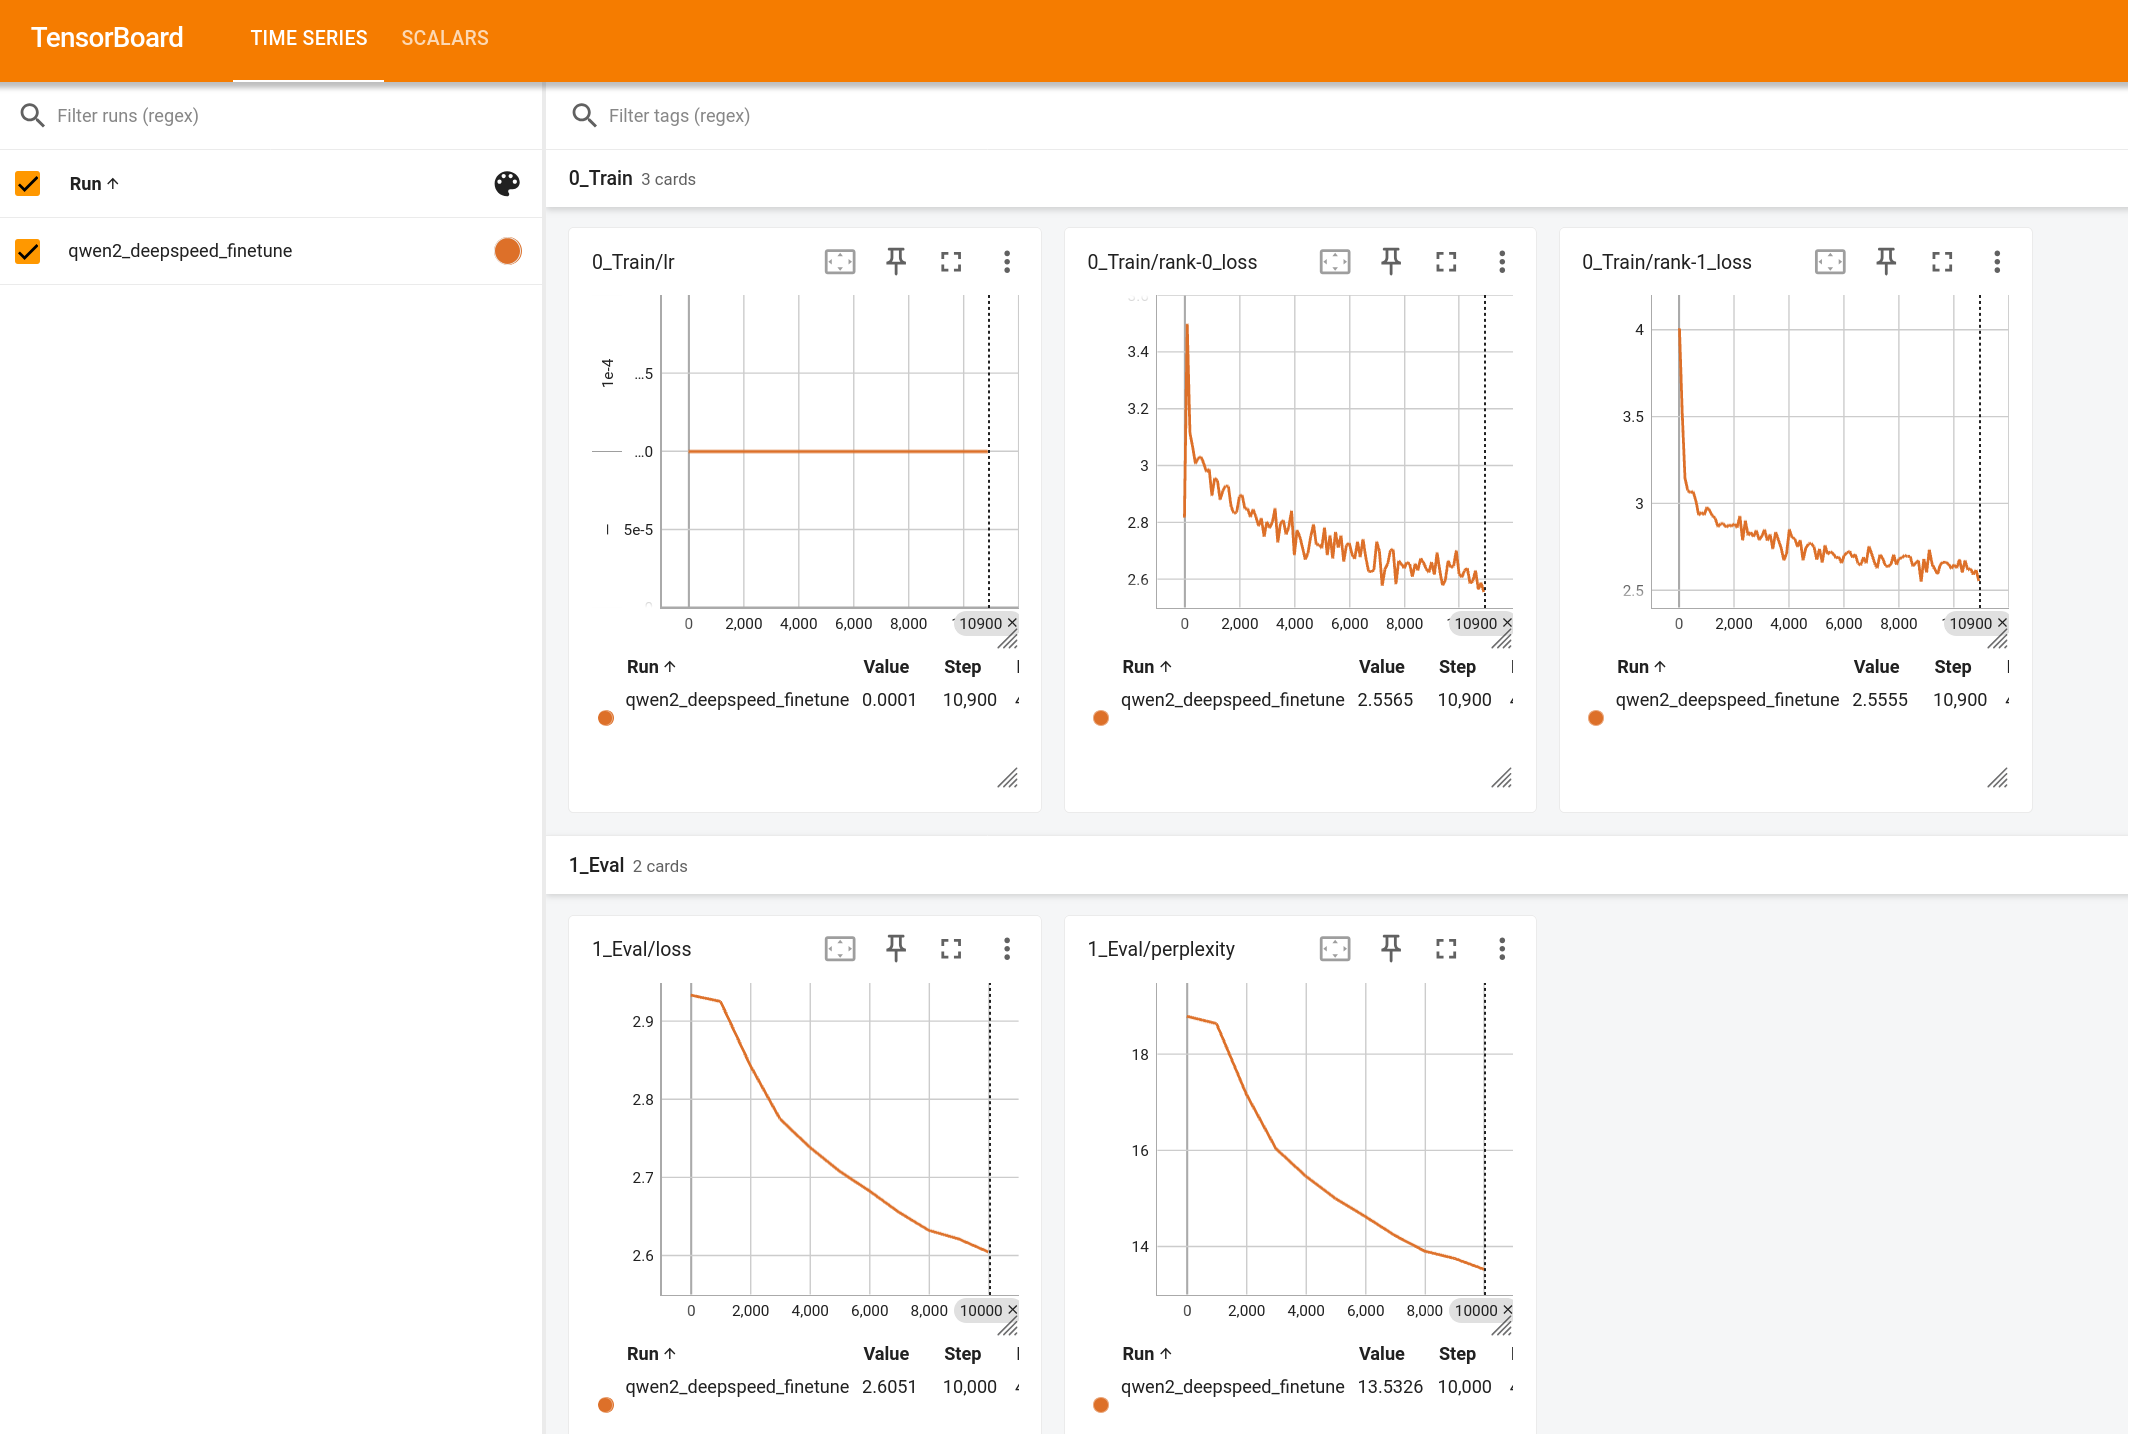 TensorBoard TIME SERIES SCALARS
Filter runs (regex)
Filter tags (regex)
Run
qwen2_deepspeed_finetune
0_Train 3 cards
0_Train/lr
1e-4
...5
...0
5e-5
0 2,000 4,000 6,000 8,000 10900
Run Value Step
qwen2_deepspeed_finetune 0.0001 10,900
0_Train/rank-0_loss
3.4
3.2
3
2.8
2.6
0 2,000 4,000 6,000 8,000 10900
Run Value Step
qwen2_deepspeed_finetune 2.5565 10,900
0_Train/rank-1_loss
4
3.5
3
2.5
0 2,000 4,000 6,000 8,000 10900
Run Value Step
qwen2_deepspeed_finetune 2.5555 10,900
1_Eval 2 cards
1_Eval/loss
2.9
2.8
2.7
2.6
0 2,000 4,000 6,000 8,000 10000
Run Value Step
qwen2_deepspeed_finetune 2.6051 10,000
1_Eval/perplexity
18
16
14
0 2,000 4,000 6,000 8,000 10000
Run Value Step
qwen2_deepspeed_finetune 13.5326 10,000